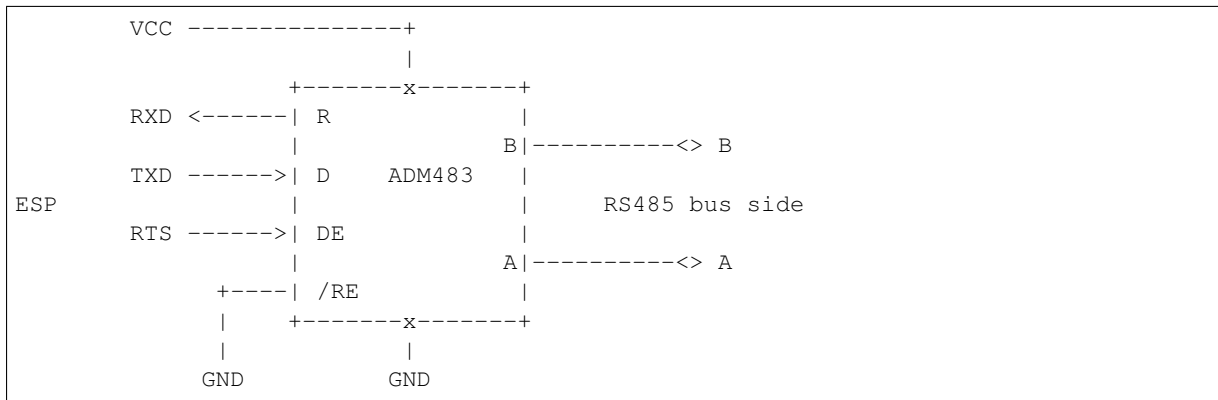 VCC ---------------+
|
+-------x-------+
RXD <------| R |
| B|----------<> B
TXD ------>| D ADM483 |
ESP | | RS485 bus side
RTS ------>| DE |
| A|----------<> A
+----| /RE |
| +-------x-------+
| |
GND GND